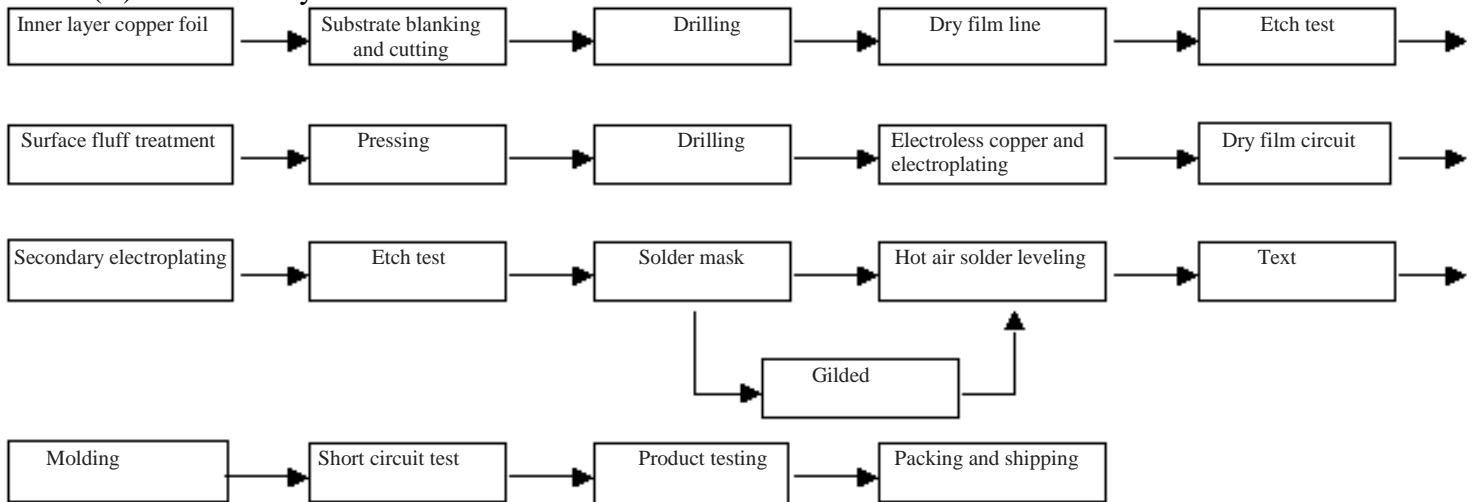 Inner layer copper foil
Substrate blanking
and cutting
Drilling
Dry film line
Etch test
Surface fluff treatment
Pressing
Drilling
Electroless copper and
electroplating
Dry film circuit
Secondary electroplating
Etch test
Solder mask
Hot air solder leveling
Text
Gilded
Molding
Short circuit test
Product testing
Packing and shipping